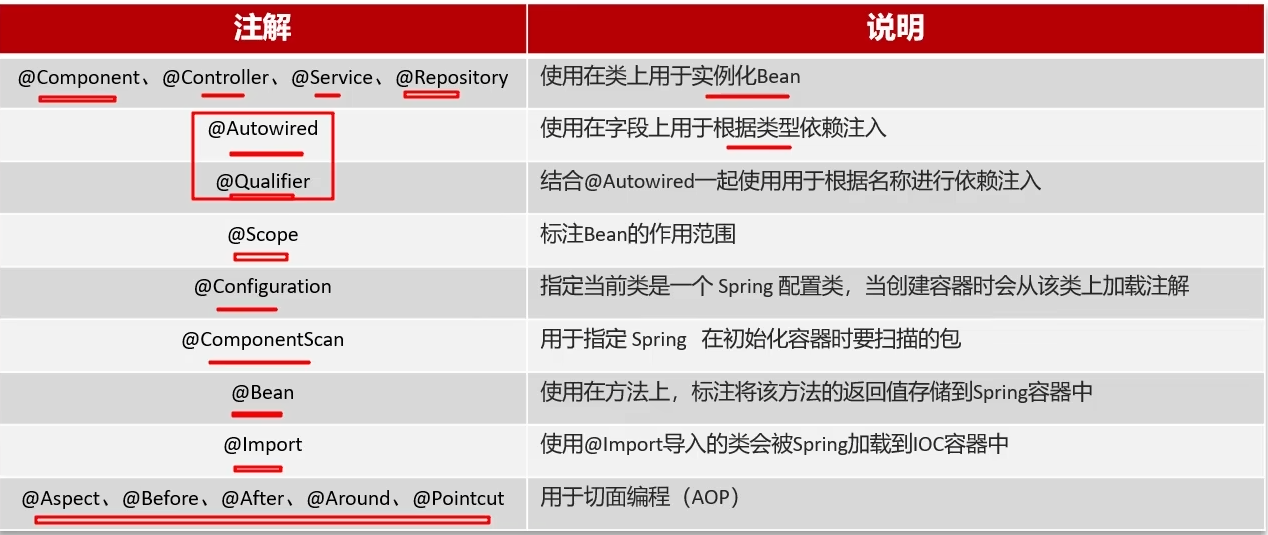 注解 说明
@Component、@Controller、@Service、@Repository 使用在类上用于实例化Bean
@Autowired 使用在字段上用于根据类型依赖注入
@Qualifier 结合@Autowired一起使用用于根据名称进行依赖注入
@Scope 标注Bean的作用范围
@Configuration 指定当前类是一个 Spring 配置类，当创建容器时会从该类上加载注解
@ComponentScan 用于指定 Spring 在初始化容器时要扫描的包
@Bean 使用在方法上，标注将该方法的返回值存储到Spring容器中
@Import 使用@Import导入的类会被Spring加载到IOC容器中
@Aspect、@Before、@After、@Around、@Pointcut 用于切面编程（AOP）